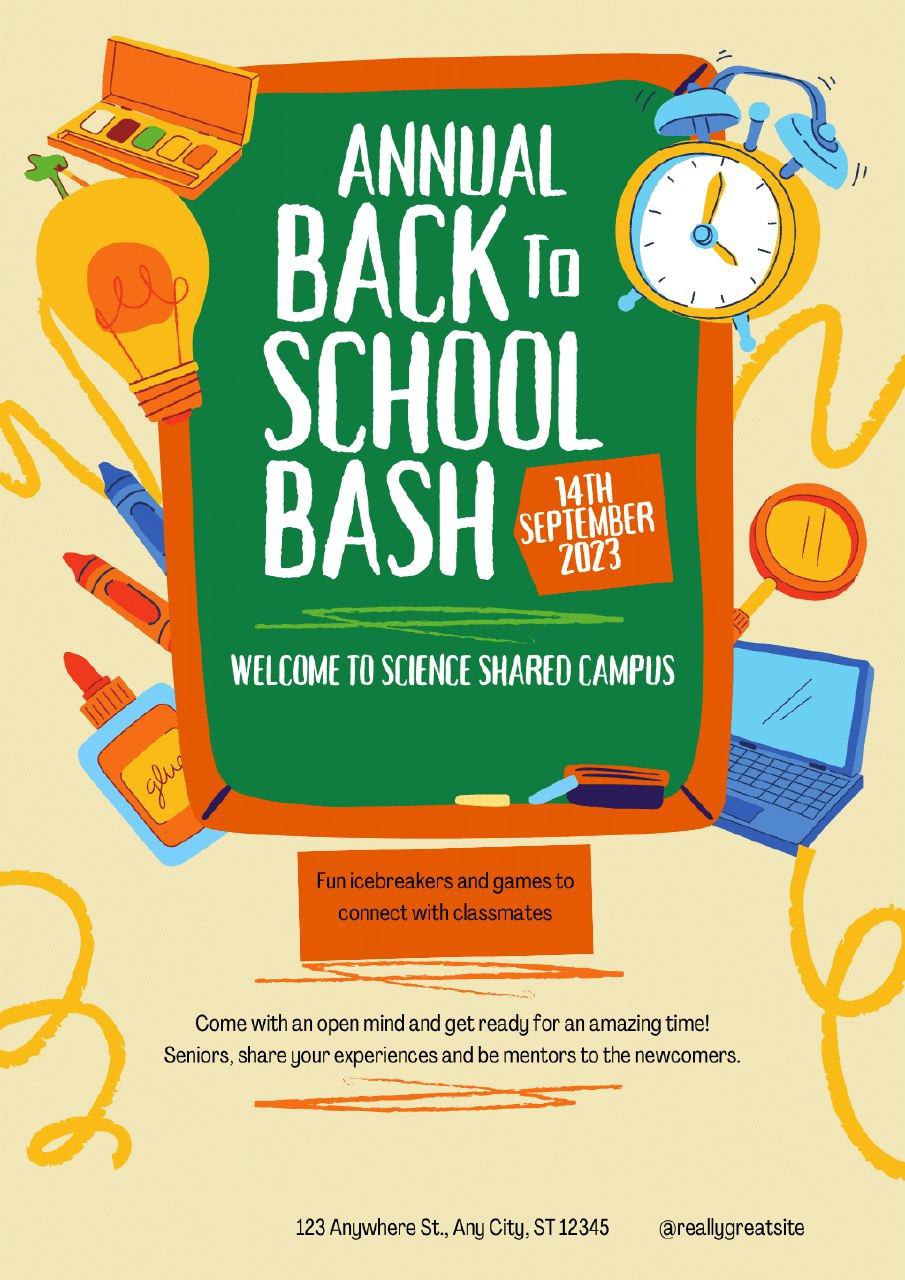 ANNUAL
BACK To
SCHOOL
BASH
14TH
SEPTEMBER
2023
WELCOME TO SCIENCE SHARED CAMPUS
glue
Fun icebreakers and games to
connect with classmates
Come with an open mind and get ready for an amazing time!
Seniors, share your experiences and be mentors to the newcomers.
123 Anywhere St., Any City, ST 12345 @reallygreatsite